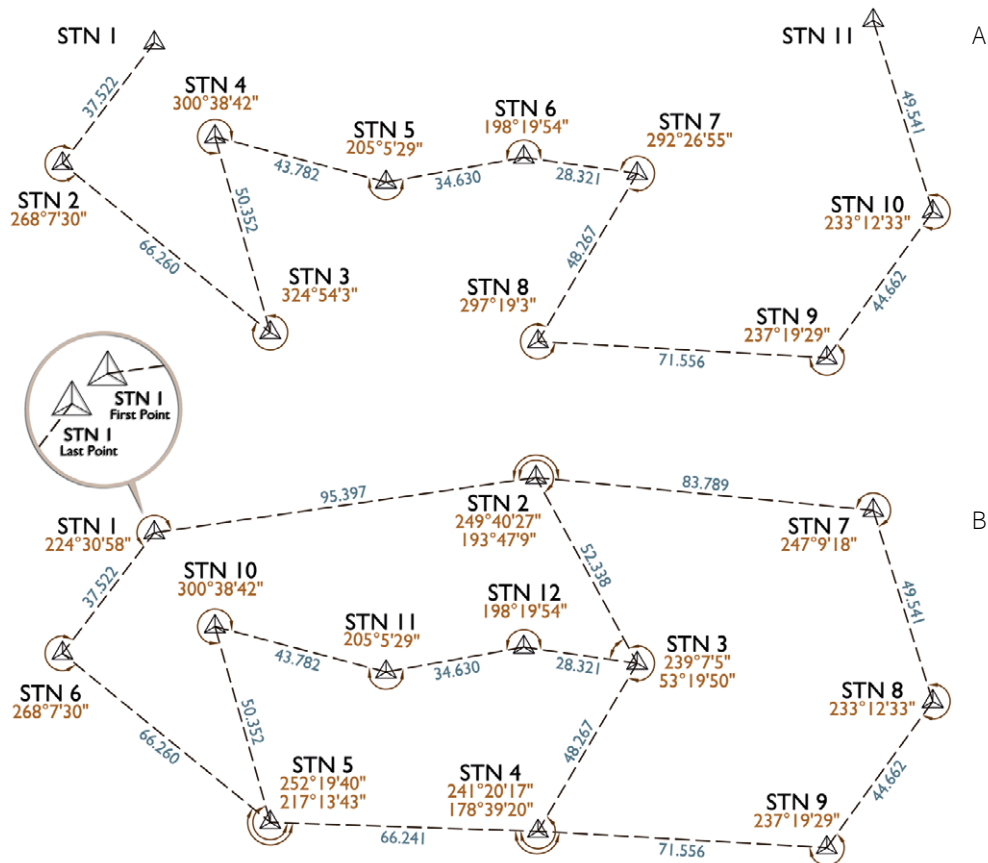 STN 1
STN 11
A
37.522
STN 4
300°38'42"
STN 5
205°5'29"
STN 6
198°19'54"
STN 7
292°26'55"
49.541
43.782
34.630
28.321
STN 2
268°7'30"
50.352
STN 10
233°12'33"
66.260
48.267
STN 3
324°54'3"
STN 8
297°19'3"
STN 9
237°19'29"
44.662
71.556
STN 1
First Point
STN 1
Last Point
95.397
83.789
STN 1
224°30'58"
STN 2
249°40'27"
193°47'9"
STN 7
247°9'18"
B
37.522
52.338
STN 10
300°38'42"
STN 11
205°5'29"
STN 12
198°19'54"
49.541
43.782
34.630
28.321
STN 3
239°7'5"
53°19'50"
STN 6
268°7'30"
50.352
STN 8
233°12'33"
66.260
48.267
STN 5
252°19'40"
217°13'43"
STN 4
241°20'17"
178°39'20"
STN 9
237°19'29"
44.662
66.241
71.556